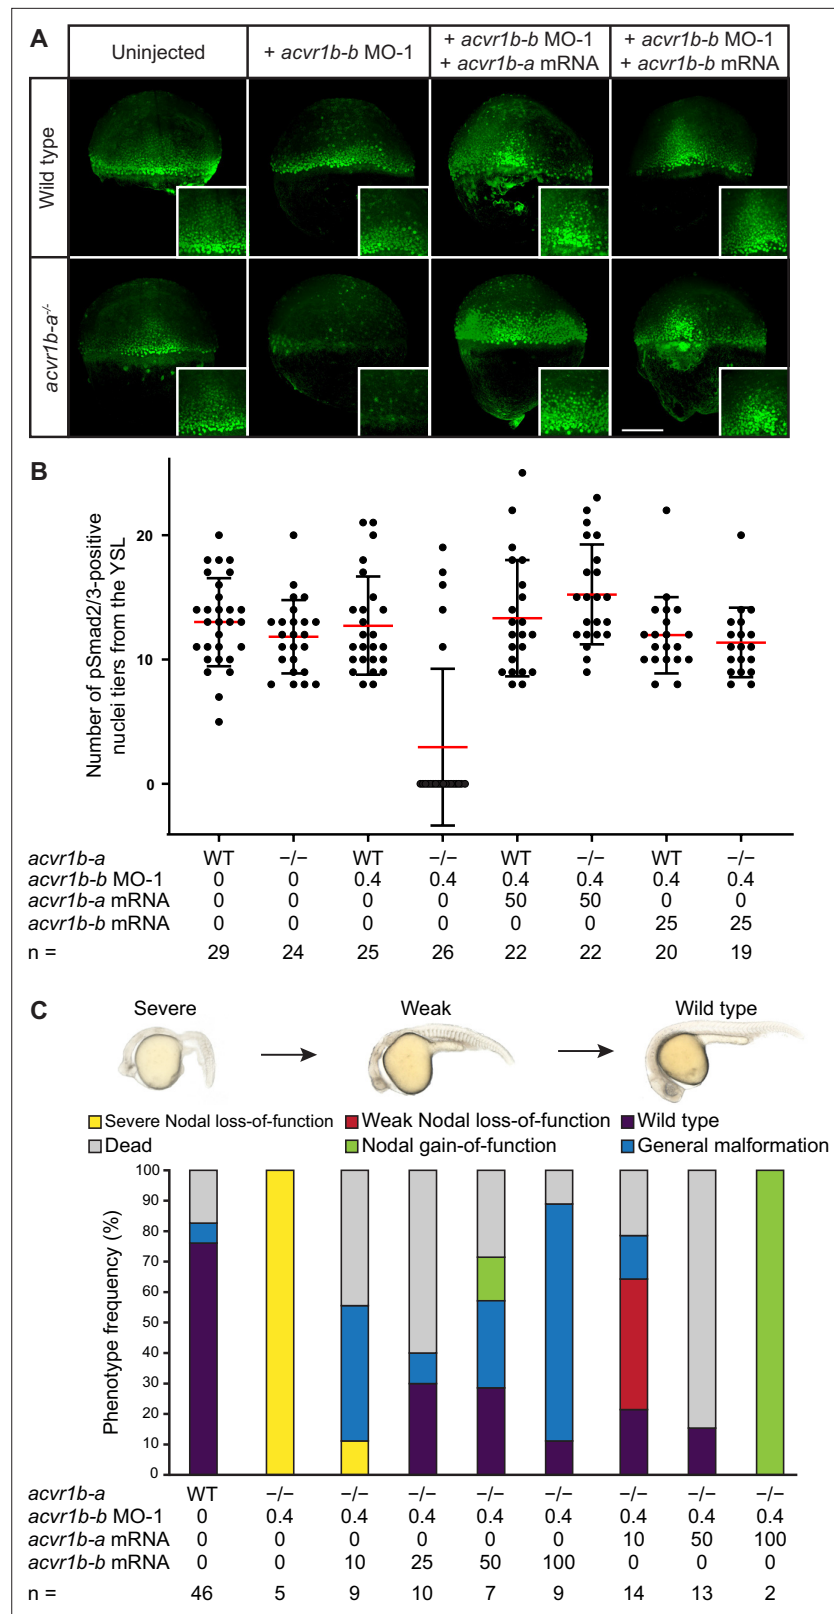 A
Uninjected
+ acvr1b-b MO-1
+ acvr1b-b MO-1
+ acvr1b-a mRNA
+ acvr1b-b MO-1
+ acvr1b-b mRNA
Wild type
acvr1b-a-/-
B
Number of pSmad2/3-positive
nuclei tiers from the YSL
20
10
0
acvr1b-a WT −/− WT −/− WT −/− WT −/−
acvr1b-b MO-1 0 0 0.4 0.4 0.4 0.4 0.4 0.4
acvr1b-a mRNA 0 0 0 0 50 50 0 0
acvr1b-b mRNA 0 0 0 0 0 0 25 25
n = 29 24 25 26 22 22 20 19
C
Severe Weak Wild type
Severe Nodal loss-of-function Weak Nodal loss-of-function Wild type
Dead Nodal gain-of-function General malformation
Phenotype frequency (%)
100
90
80
70
60
50
40
30
20
10
0
acvr1b-a WT −/− −/− −/− −/− −/− −/− −/− −/−
acvr1b-b MO-1 0 0.4 0.4 0.4 0.4 0.4 0.4 0.4 0.4
acvr1b-a mRNA 0 0 0 0 0 0 10 50 100
acvr1b-b mRNA 0 0 10 25 50 100 0 0 0
n = 46 5 9 10 7 9 14 13 2